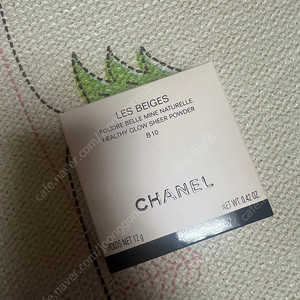 LES BEIGES
POUDRE BELLE MINE NATURELLE
HEALTHY GLOW SHEER POWDER
B10
CHANEL
POIDS NET 12 g
NET WT. 0.42 OZ.